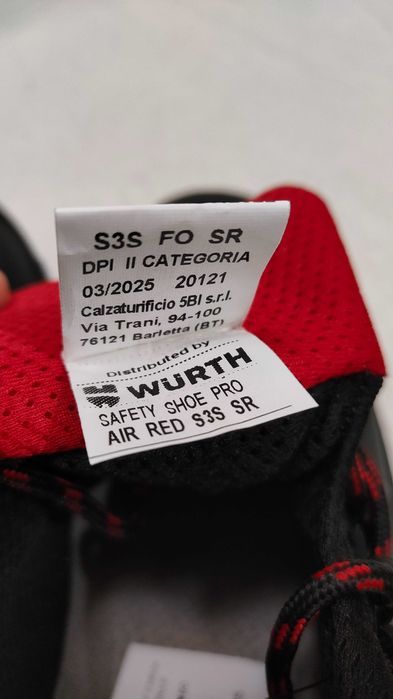 S3S FO SR
DPI II CATEGORIA
03/2025 20121
Calzaturificio 5BI s.r.l.
Via Trani, 94-100
76121 Barletta (BT)
Distributed by
WÜRTH
SAFETY SHOE PRO
AIR RED S3S SR